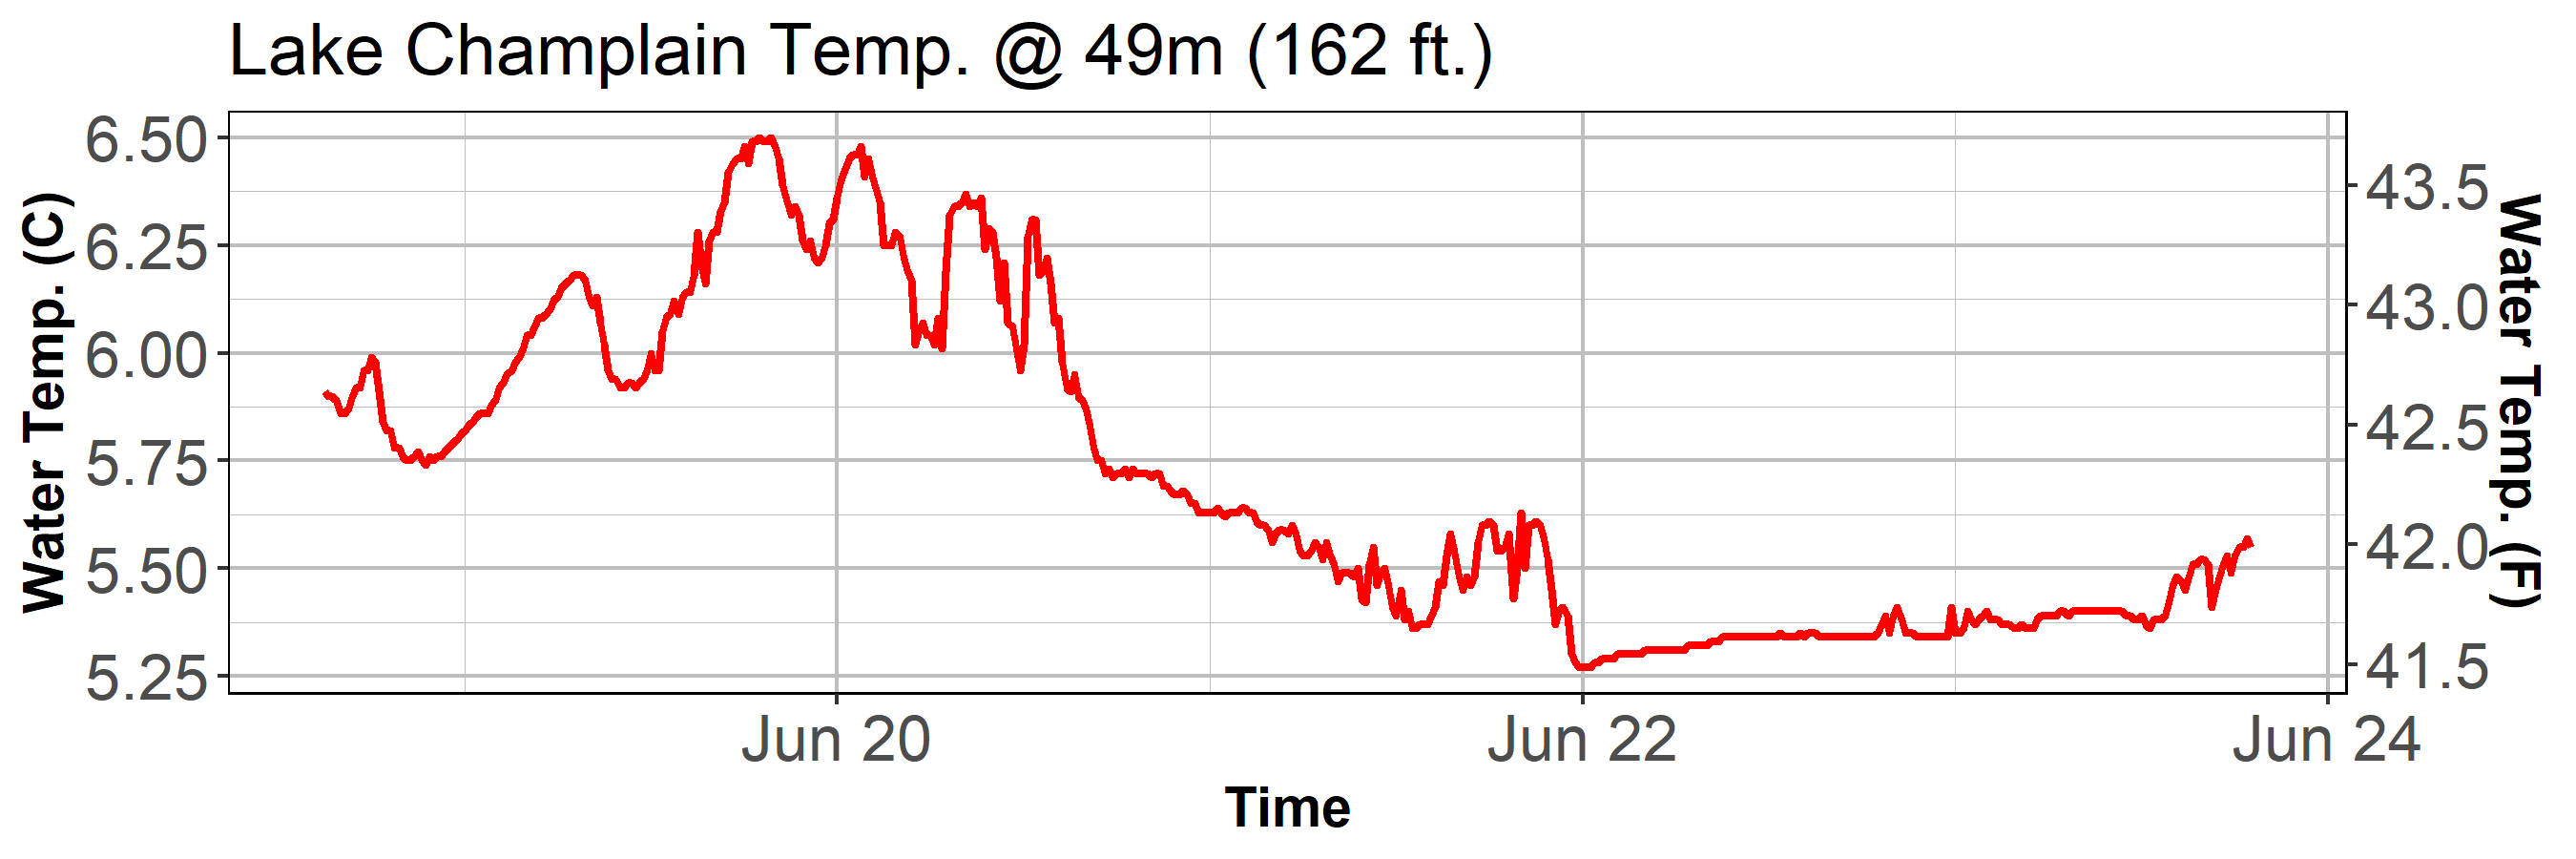 Lake Champlain Temp. @ 49m (162 ft.)
Water Temp. (C)
6.50
6.25
6.00
5.75
5.50
5.25
43.5
43.0
42.5
42.0
41.5
Water Temp. (F)
Jun 20
Jun 22
Jun 24
Time